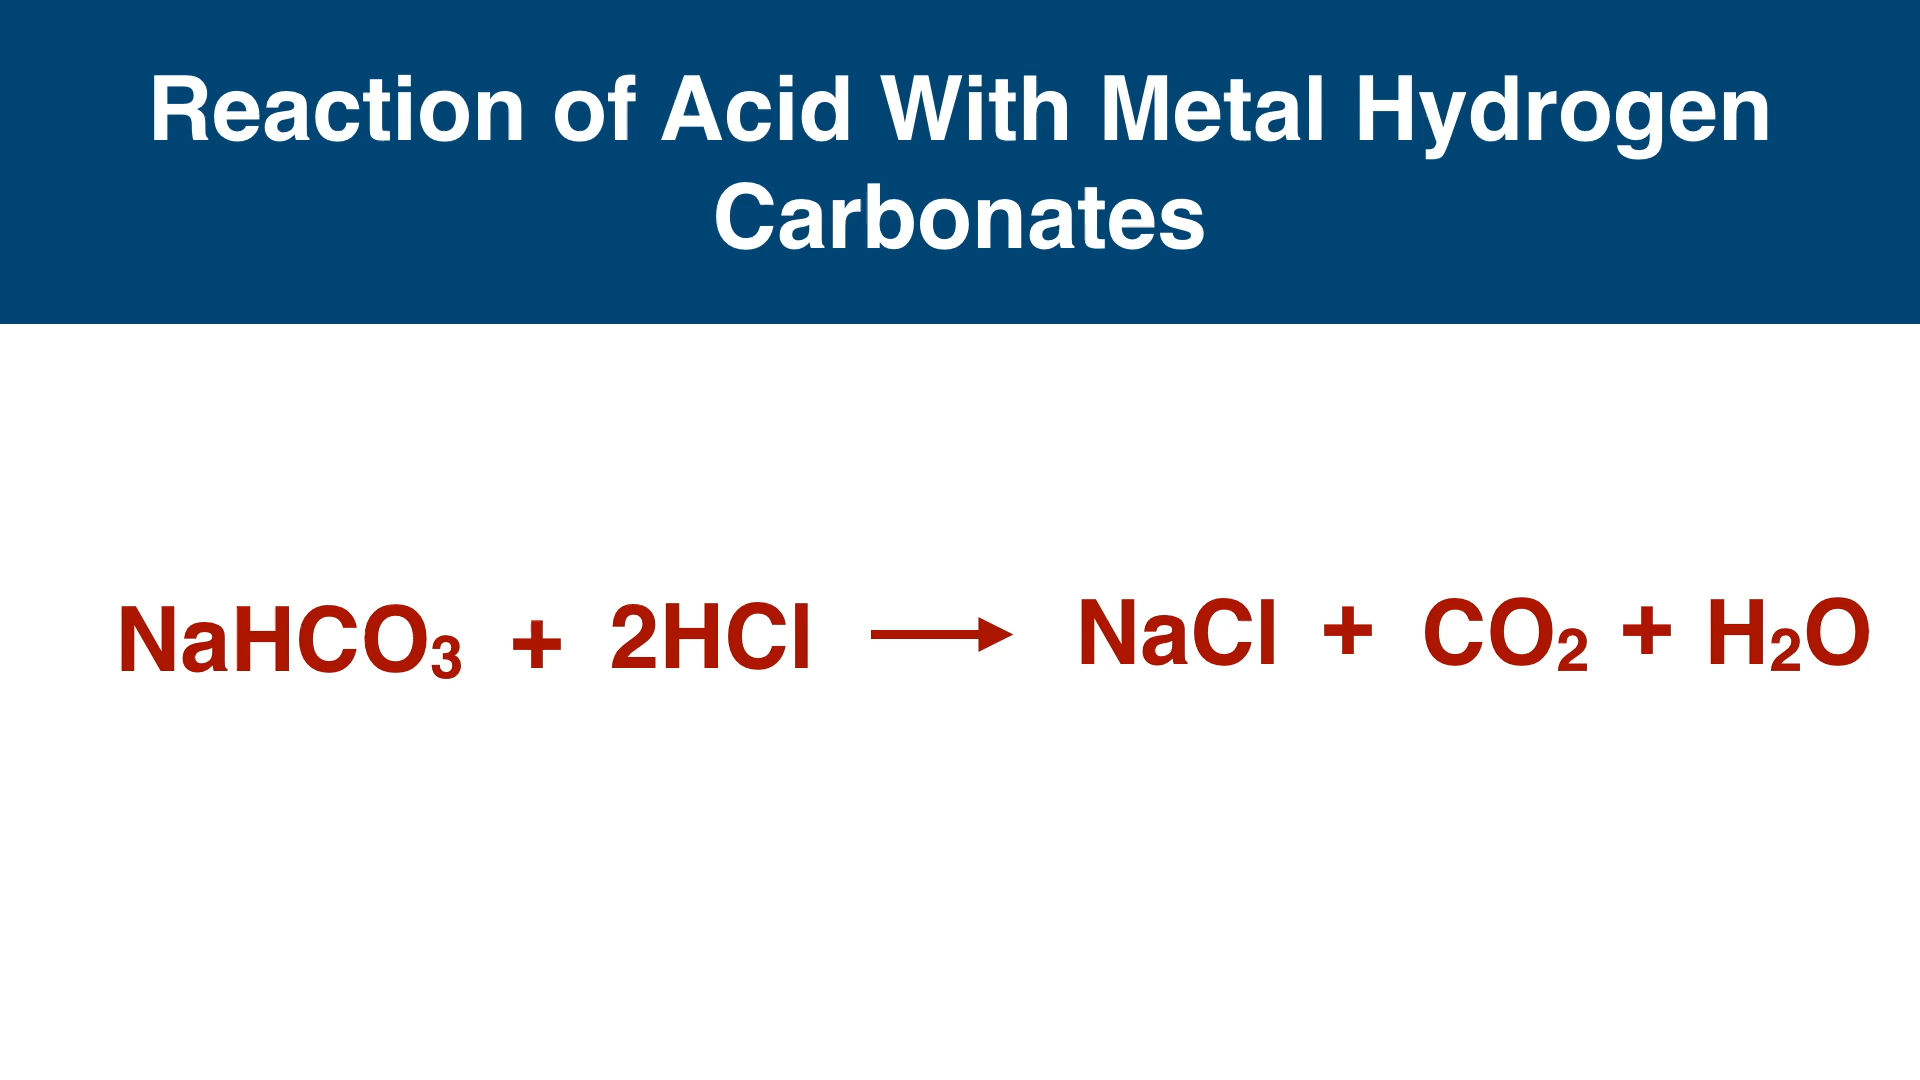 Reaction of Acid With Metal Hydrogen
Carbonates
NaHCO₃ + 2HCl ⟶ NaCl + CO₂ + H₂O